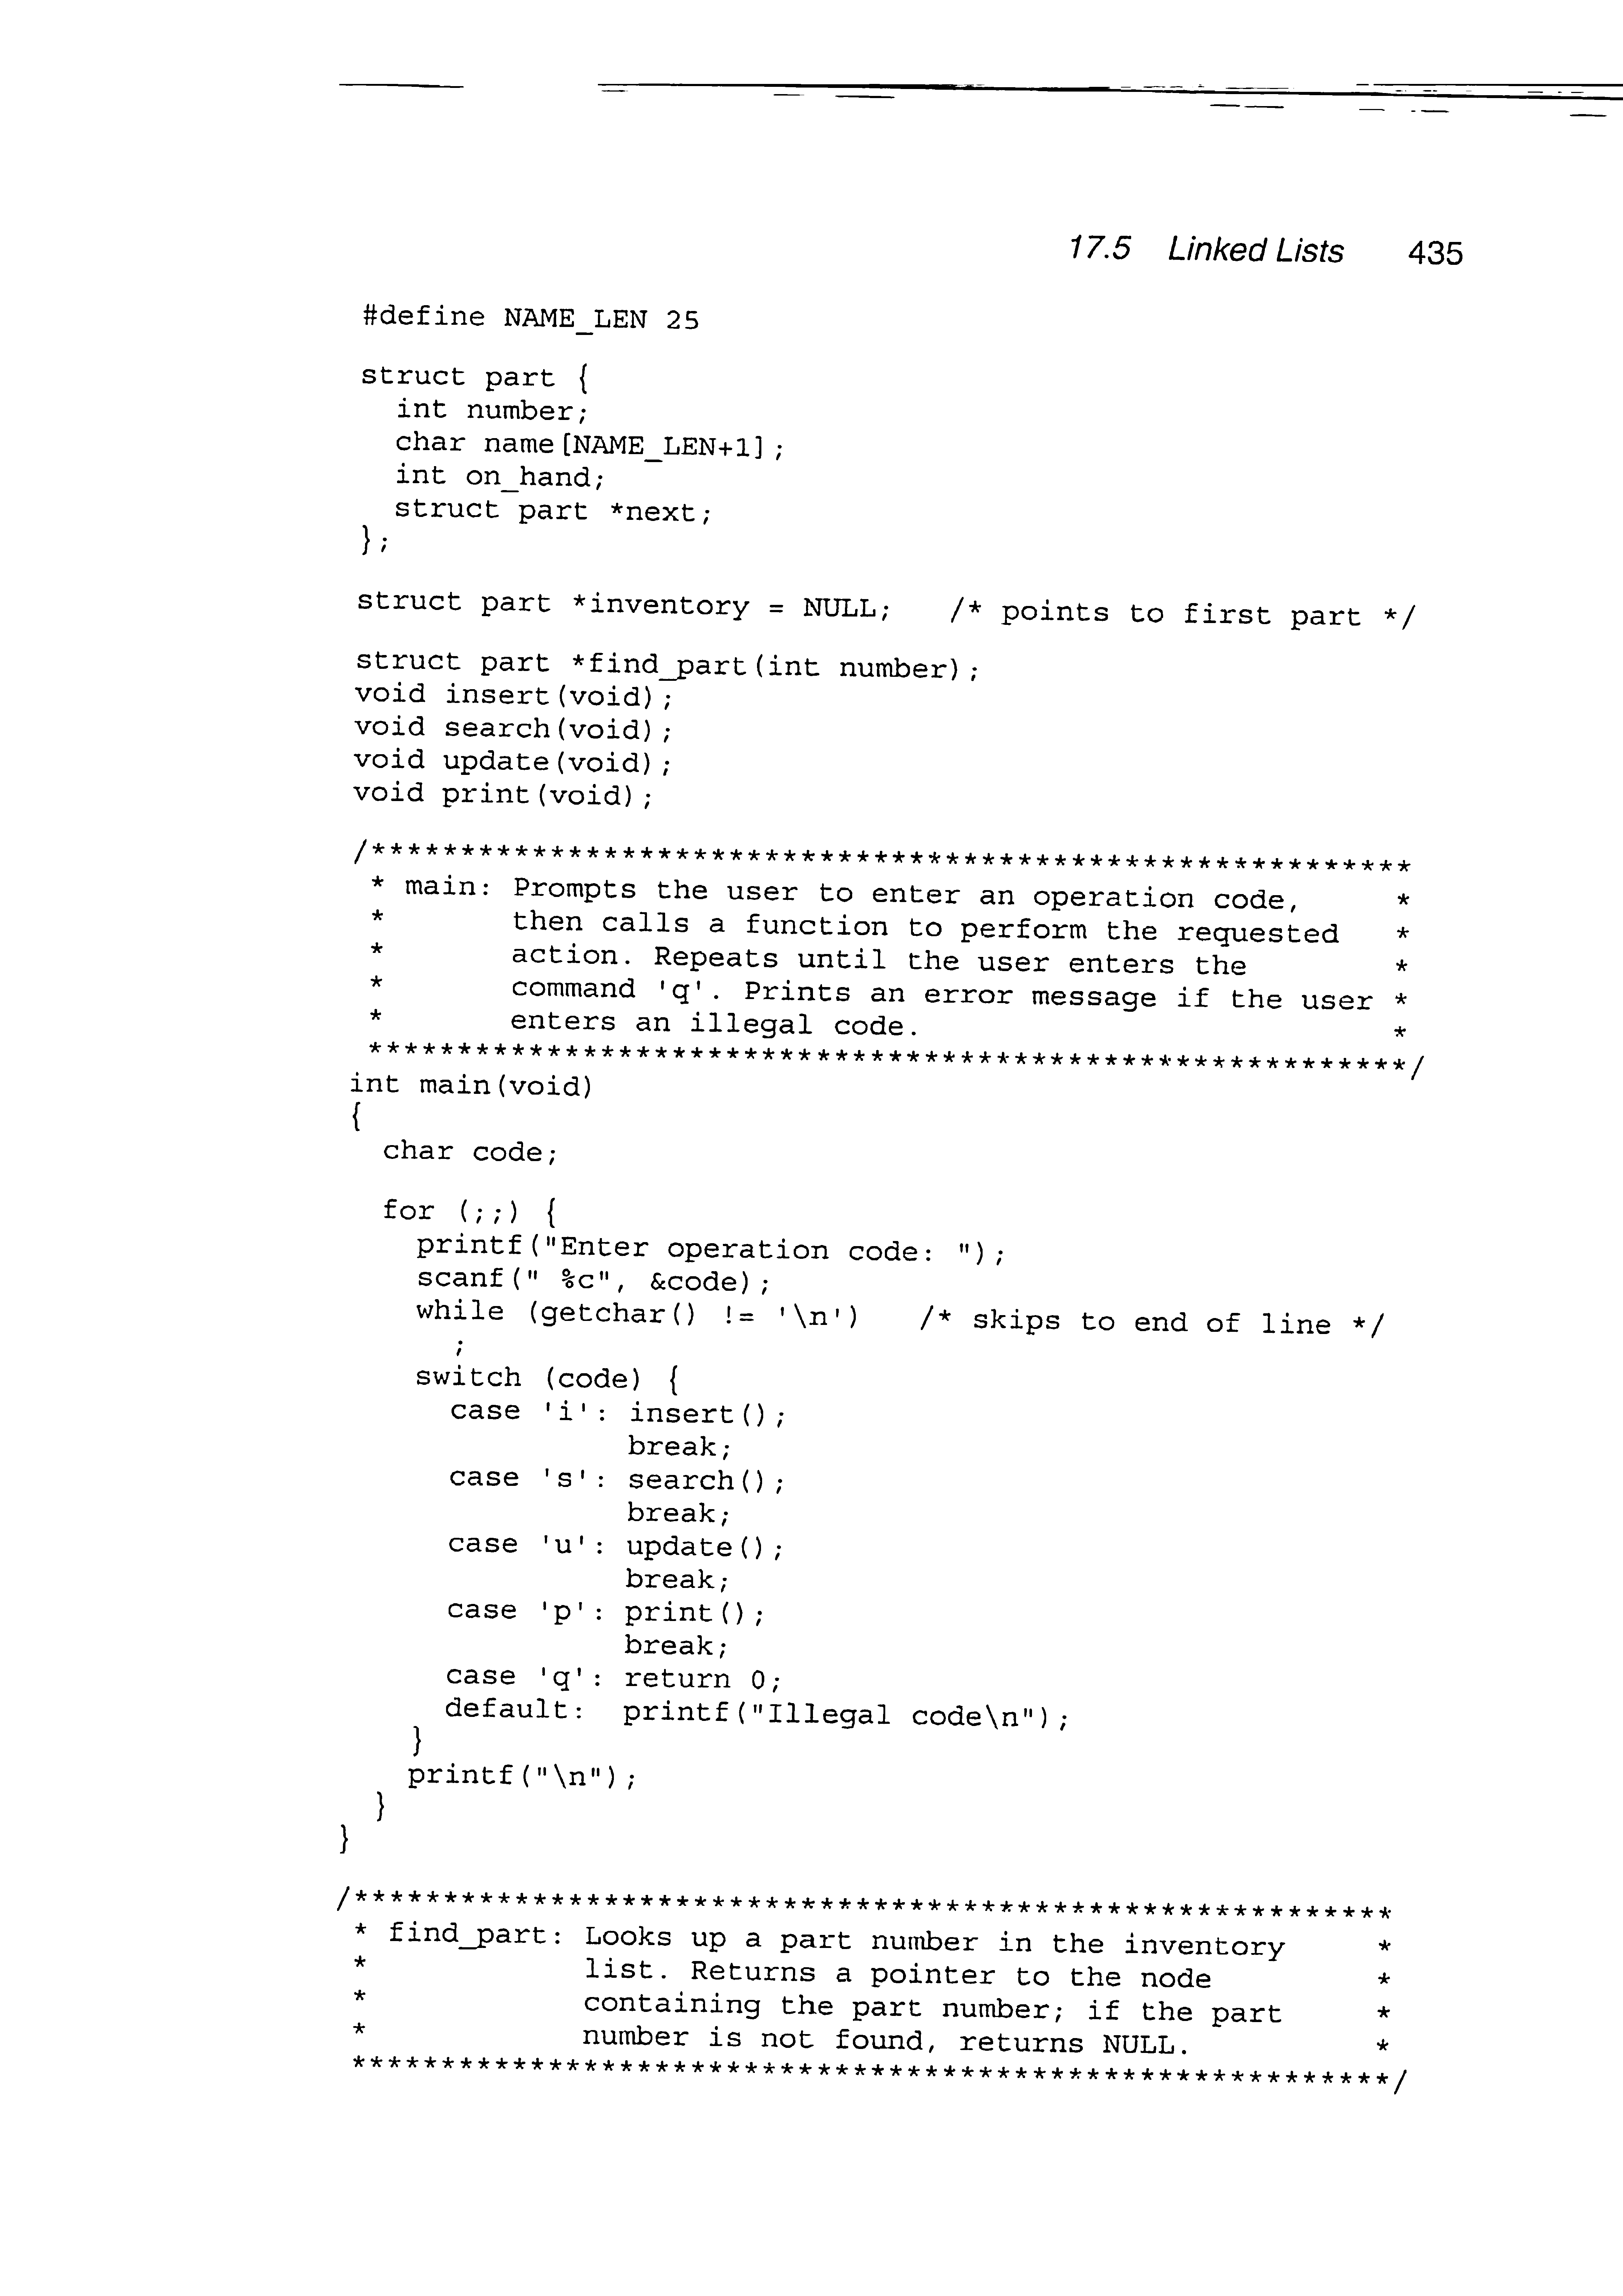 17.5 Linked Lists 435
#define NAME_LEN 25
struct part {
  int number;
  char name[NAME_LEN+1];
  int on_hand;
  struct part *next;
};
struct part *inventory = NULL;   /* points to first part */
struct part *find_part(int number);
void insert(void);
void search(void);
void update(void);
void print(void);
/**********************************************************
 * main: Prompts the user to enter an operation code,     *
 *       then calls a function to perform the requested   *
 *       action. Repeats until the user enters the        *
 *       command 'q'. Prints an error message if the user *
 *       enters an illegal code.                          *
 **********************************************************/
int main(void)
{
  char code;
  for (;;) {
    printf("Enter operation code: ");
    scanf(" %c", &code);
    while (getchar() != '\n')   /* skips to end of line */
      ;
    switch (code) {
      case 'i': insert();
                break;
      case 's': search();
                break;
      case 'u': update();
                break;
      case 'p': print();
                break;
      case 'q': return 0;
      default:  printf("Illegal code\n");
    }
    printf("\n");
  }
}
/**********************************************************
 * find_part: Looks up a part number in the inventory     *
 *            list. Returns a pointer to the node         *
 *            containing the part number; if the part     *
 *            number is not found, returns NULL.          *
 **********************************************************/